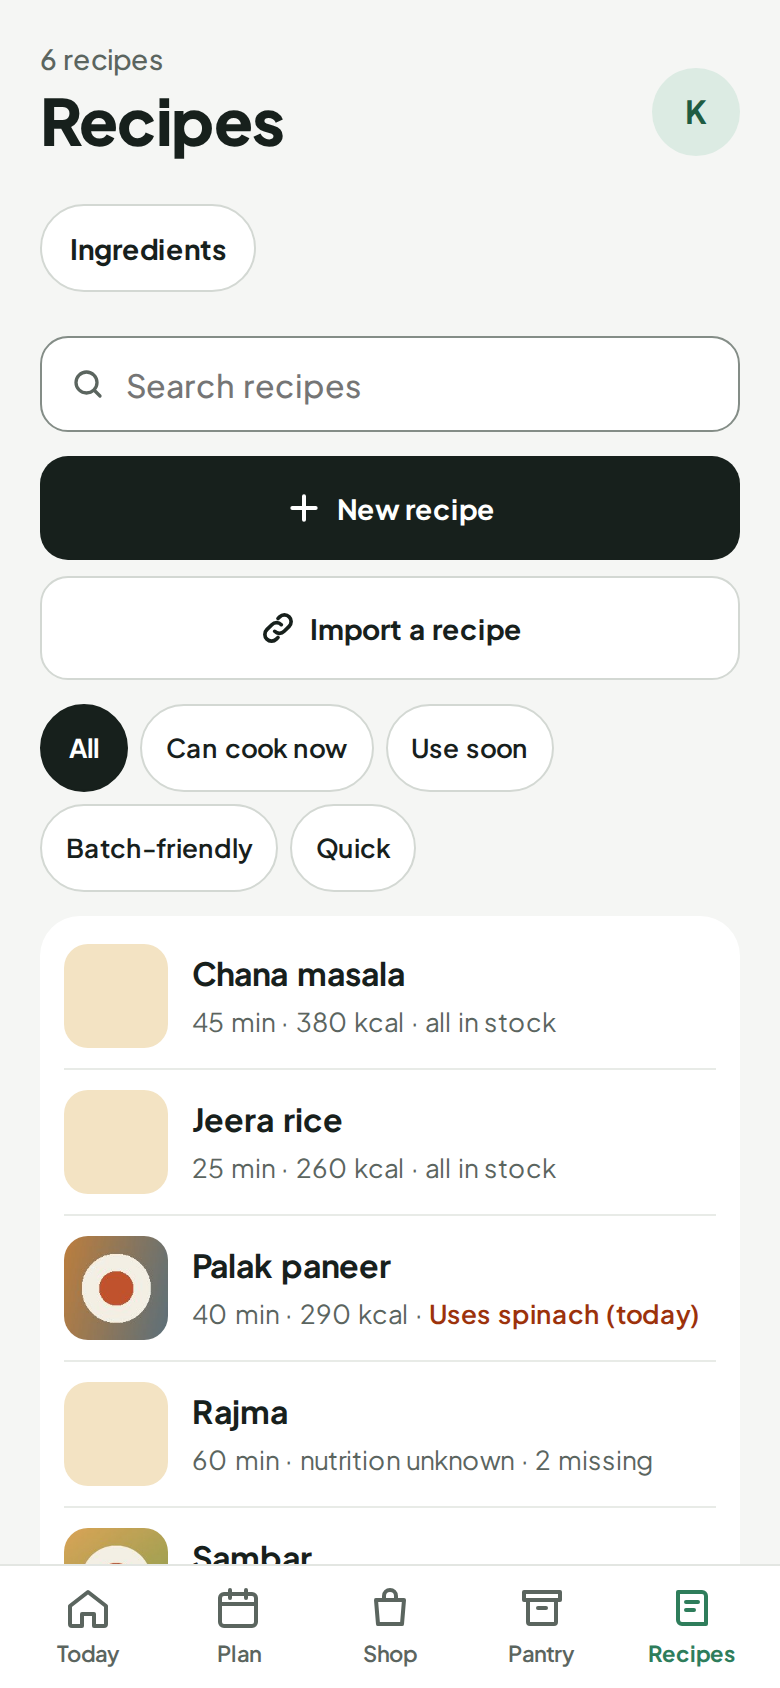 6 recipes
Recipes
K
Ingredients
Search recipes
New recipe
Import a recipe
All
Can cook now
Use soon
Batch-friendly
Quick
Chana masala
45 min · 380 kcal · all in stock
Jeera rice
25 min · 260 kcal · all in stock
Palak paneer
40 min · 290 kcal · Uses spinach (today)
Rajma
60 min · nutrition unknown · 2 missing
Sambar
Today
Plan
Shop
Pantry
Recipes